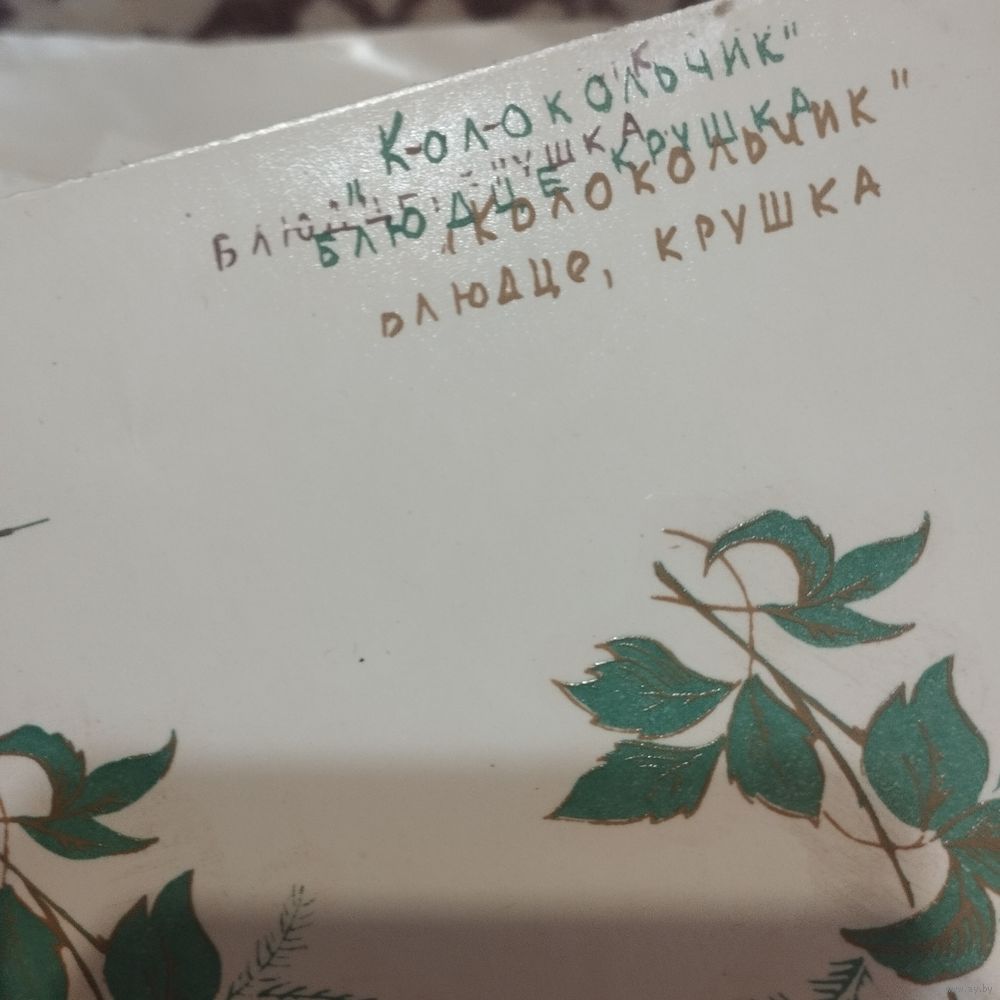 "Колокольчик"
БЛЮДЦЕ КРУШКА
КОЛОКОЛЬЧИК"
БЛЮДЦЕ, КРУШКА